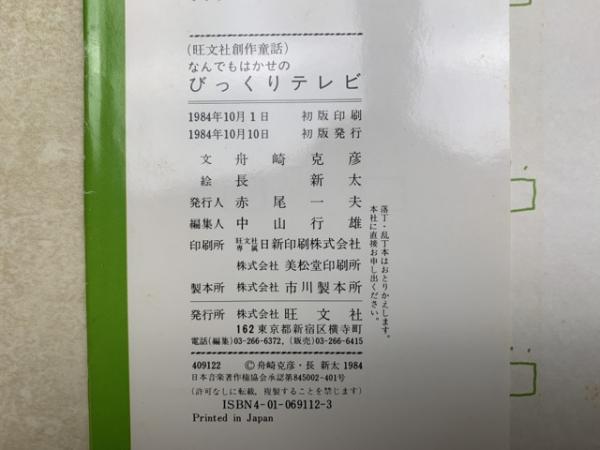 (旺文社創作童話)
なんでもはかせの
びっくりテレビ
1984年10月1日 初版印刷
1984年10月10日 初版発行
文 舟崎克彦
絵 長新太
発行人 赤尾一夫
編集人 中山行雄
印刷所 旺文社専属 日新印刷株式会社
株式会社 美松堂印刷所
製本所 株式会社 市川製本所
発行所 株式会社 旺文社
162 東京都新宿区横寺町
電話(編集) 03-266-6372, (販売) 03-266-6415
409122 ©舟崎克彦・長 新太 1984
日本音楽著作権協会承認第845002-401号
(許可なしに転載, 複製することを禁じます)
ISBN4-01-069112-3
Printed in Japan
落丁・乱丁本はおとりかえします。
本社に直接お申し出ください。